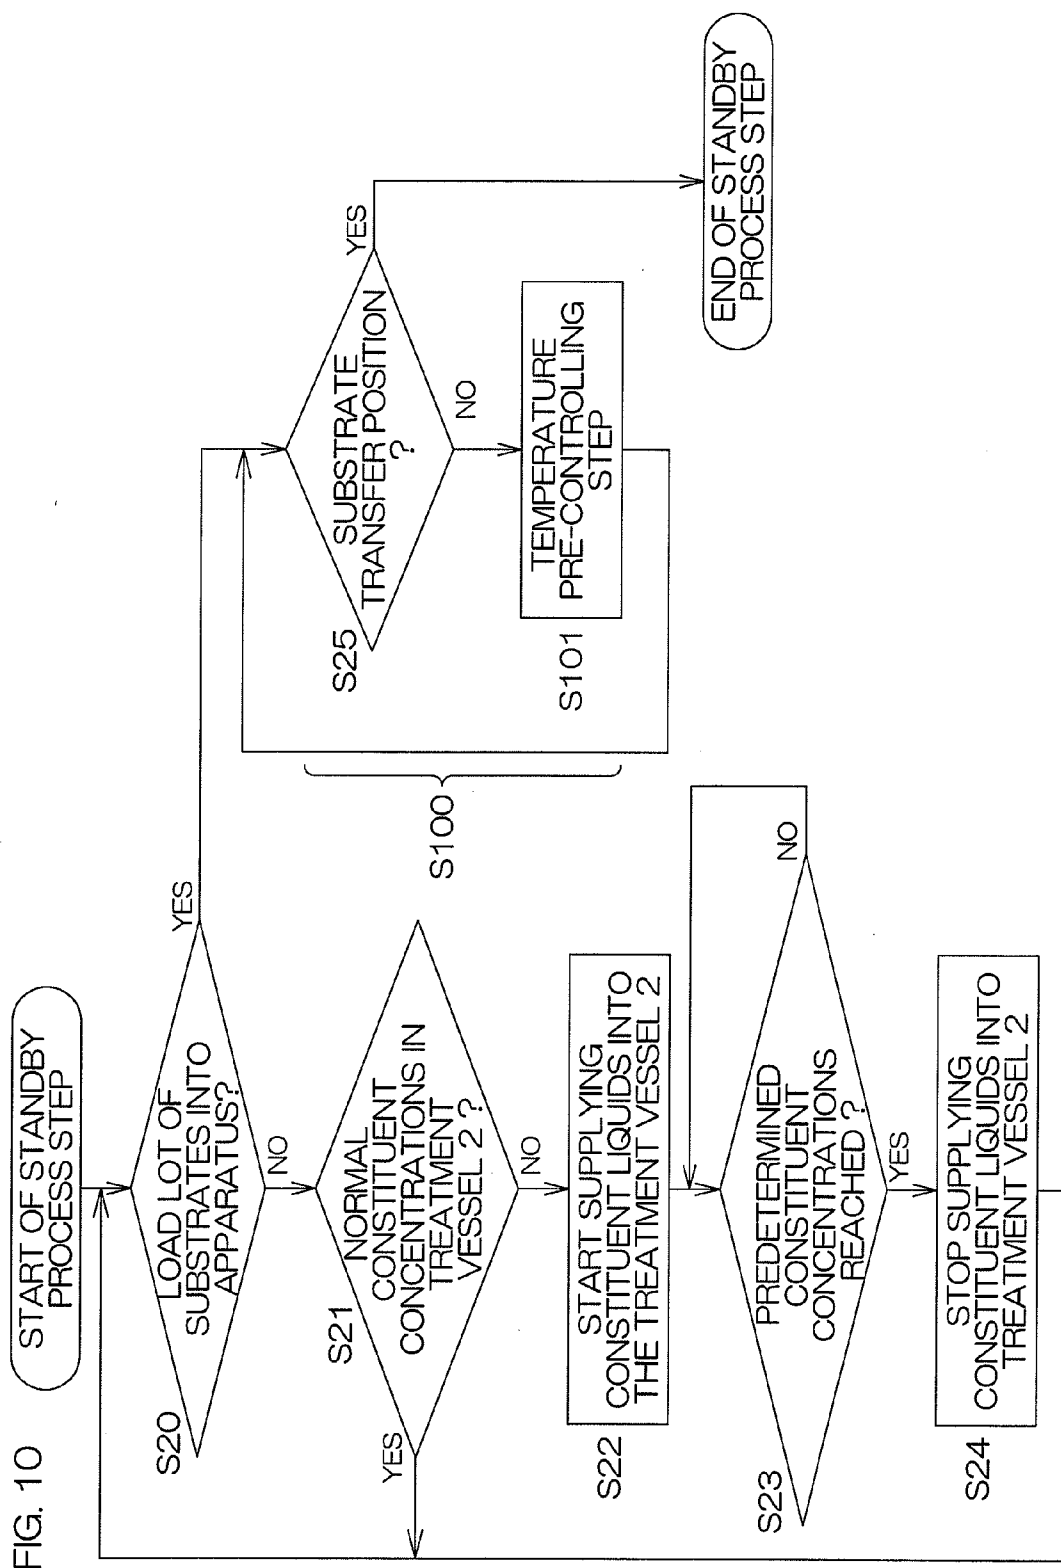 FIG. 10
START OF STANDBY
PROCESS STEP
S20
LOAD LOT OF
SUBSTRATES INTO
APPARATUS?
YES
NO
S21
NORMAL
CONSTITUENT
CONCENTRATIONS IN
TREATMENT
VESSEL 2 ?
YES
NO
S22
START SUPPLYING
CONSTITUENT LIQUIDS INTO
THE TREATMENT VESSEL 2
S23
PREDETERMINED
CONSTITUENT
CONCENTRATIONS
REACHED ?
NO
YES
S24
STOP SUPPLYING
CONSTITUENT LIQUIDS INTO
TREATMENT VESSEL 2
S100
S25
SUBSTRATE
TRANSFER POSITION
?
YES
NO
S101
TEMPERATURE
PRE-CONTROLLING
STEP
END OF STANDBY
PROCESS STEP